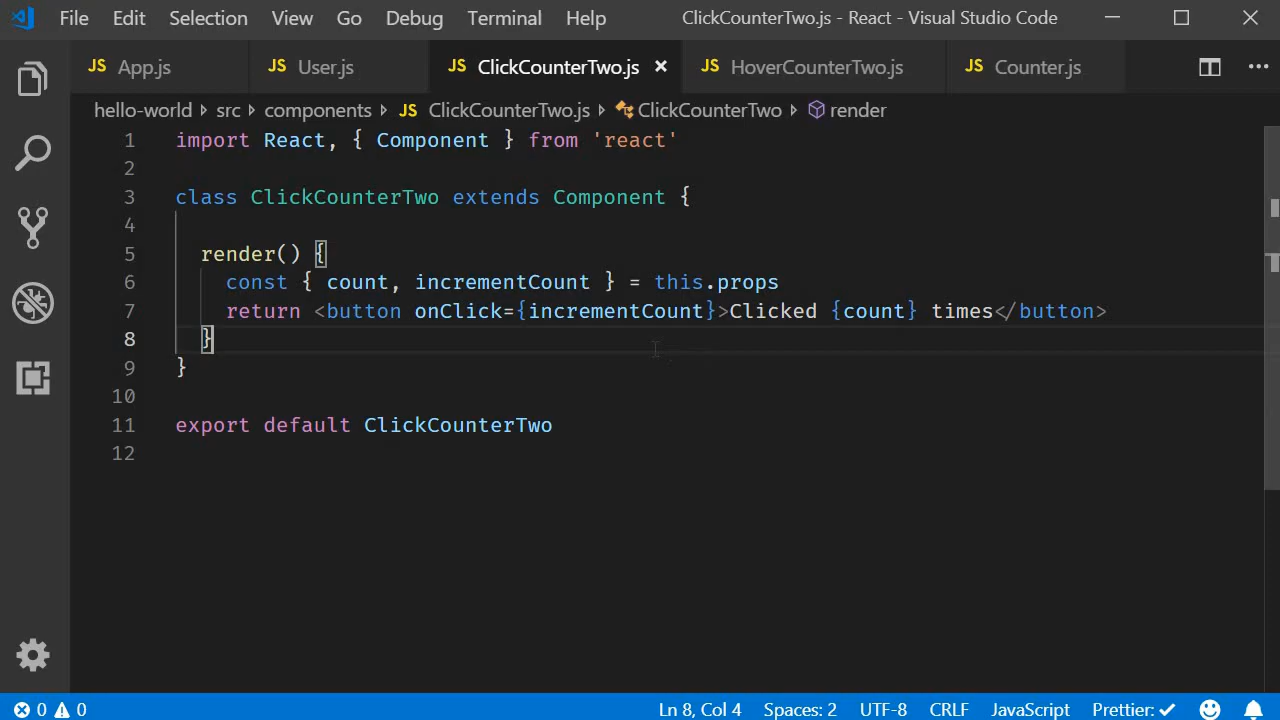 File Edit Selection View Go Debug Terminal Help ClickCounterTwo.js - React - Visual Studio Code
JS App.js JS User.js JS ClickCounterTwo.js × JS HoverCounterTwo.js JS Counter.js
hello-world › src › components › JS ClickCounterTwo.js › ClickCounterTwo › render
1 import React, { Component } from 'react'
2
3 class ClickCounterTwo extends Component {
4
5 render() {
6 const { count, incrementCount } = this.props
7 return <button onClick={incrementCount}>Clicked {count} times</button>
8 }
9 }
10
11 export default ClickCounterTwo
12
0 0 Ln 8, Col 4 Spaces: 2 UTF-8 CRLF JavaScript Prettier: ✓